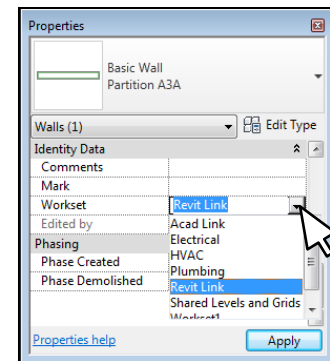 Properties
Basic Wall
Partition A3A
Walls (1)
Edit Type
Identity Data
Comments
Mark
Workset Revit Link
Edited by Acad Link
Electrical
Phasing HVAC
Phase Created Plumbing
Phase Demolished Revit Link
Shared Levels and Grids
Workset1
Properties help Apply